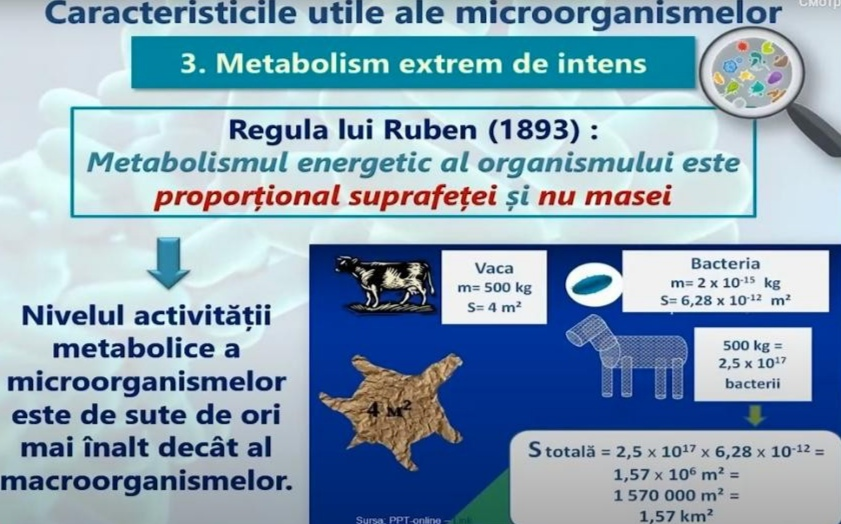 Caracteristicile utile ale microorganismelor
Смотр
3. Metabolism extrem de intens
Regula lui Ruben (1893) :
Metabolismul energetic al organismului este
proporțional suprafeței și nu masei
Nivelul activității
metabolice a
microorganismelor
este de sute de ori
mai înalt decât al
macroorganismelor.
Vaca
m= 500 kg
S= 4 m²
Bacteria
m= 2 x 10⁻¹⁵ kg
S= 6,28 x 10⁻¹² m²
500 kg =
2,5 x 10¹⁷
bacterii
4 м²
S totală = 2,5 x 10¹⁷ x 6,28 x 10⁻¹² =
1,57 x 10⁶ m² =
1 570 000 m² =
1,57 km²
Sursa: PPT-online –